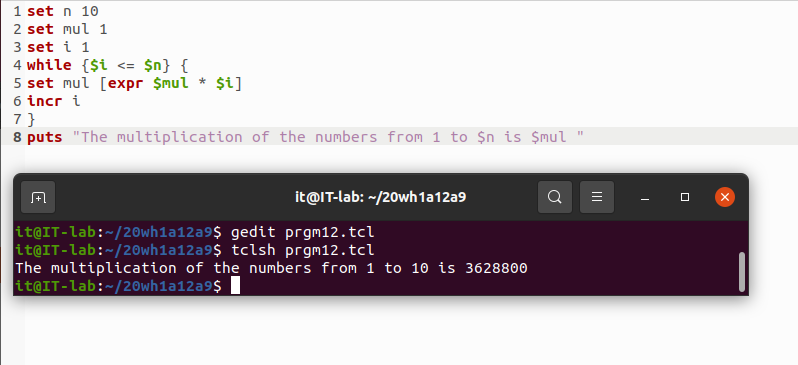 1 set n 10
2 set mul 1
3 set i 1
4 while {$i <= $n} {
5 set mul [expr $mul * $i]
6 incr i
7 }
8 puts "The multiplication of the numbers from 1 to $n is $mul "
it@IT-lab: ~/20wh1a12a9
it@IT-lab:~/20wh1a12a9$ gedit prgm12.tcl
it@IT-lab:~/20wh1a12a9$ tclsh prgm12.tcl
The multiplication of the numbers from 1 to 10 is 3628800
it@IT-lab:~/20wh1a12a9$